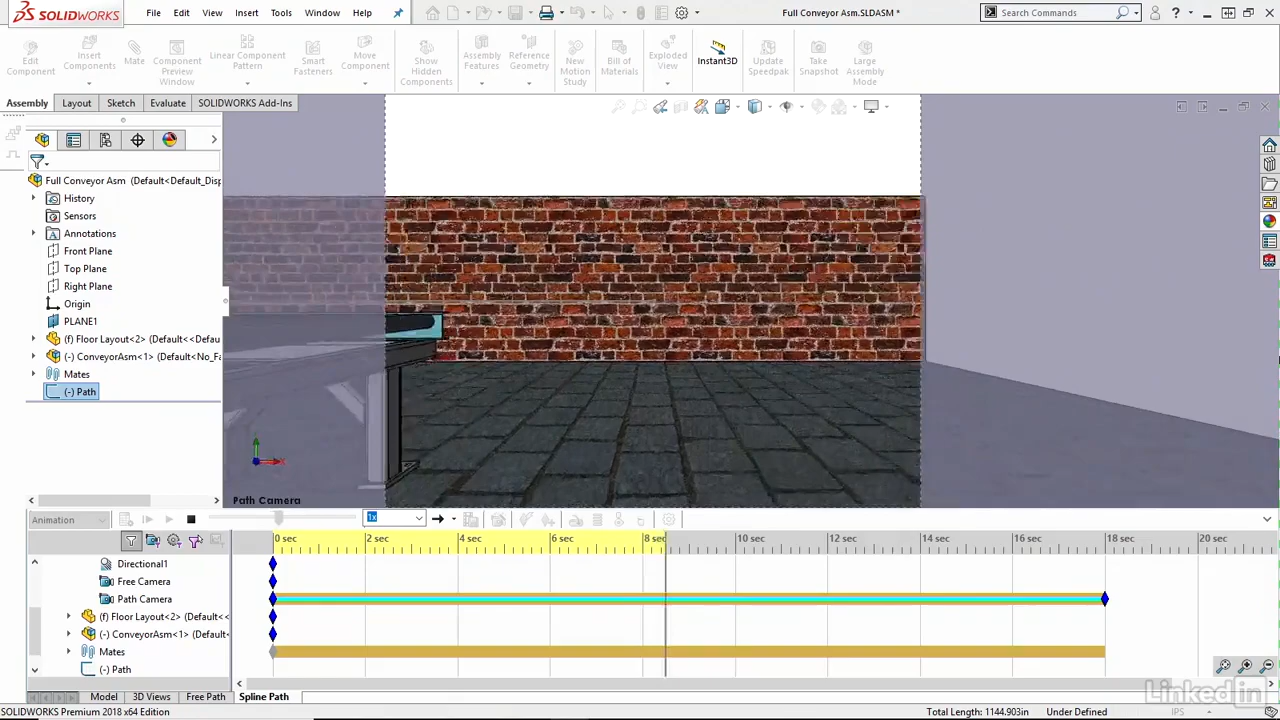 SOLIDWORKS File Edit View Insert Tools Window Help Full Conveyor Asm.SLDASM * Search Commands
Edit Component
Insert Components
Mate
Component Preview Window
Linear Component Pattern
Smart Fasteners
Move Component
Show Hidden Components
Assembly Features
Reference Geometry
New Motion Study
Bill of Materials
Exploded View
Instant3D
Update Speedpak
Take Snapshot
Large Assembly Mode
Assembly Layout Sketch Evaluate SOLIDWORKS Add-Ins
Full Conveyor Asm (Default<Default_Disp
History
Sensors
Annotations
Front Plane
Top Plane
Right Plane
Origin
PLANE1
(f) Floor Layout<2> (Default<<Defau
(-) ConveyorAsm<1> (Default<No_Fa
Mates
(-) Path
Path Camera
Animation 1x
0 sec 2 sec 4 sec 6 sec 8 sec 10 sec 12 sec 14 sec 16 sec 18 sec 20 sec
Directional1
Free Camera
Path Camera
(f) Floor Layout<2> (Default<<
(-) ConveyorAsm<1> (Default<
Mates
(-) Path
Model 3D Views Free Path Spline Path
LinkedIn
SOLIDWORKS Premium 2018 x64 Edition Total Length: 1144.903in Under Defined IPS